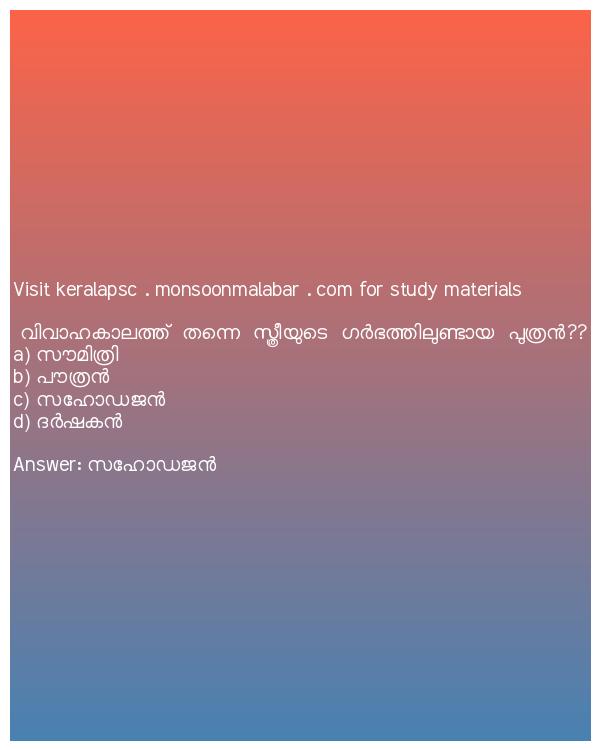 Visit keralapsc . monsoonmalabar . com for study materials
വിവാഹകാലത്ത് തന്നെ സ്ത്രീയുടെ ഗർഭത്തിലുണ്ടായ പുത്രൻ??
a) സൗമിത്രി
b) പൗത്രൻ
c) സഹോഡജൻ
d) ദർഷകൻ
Answer: സഹോഡജൻ